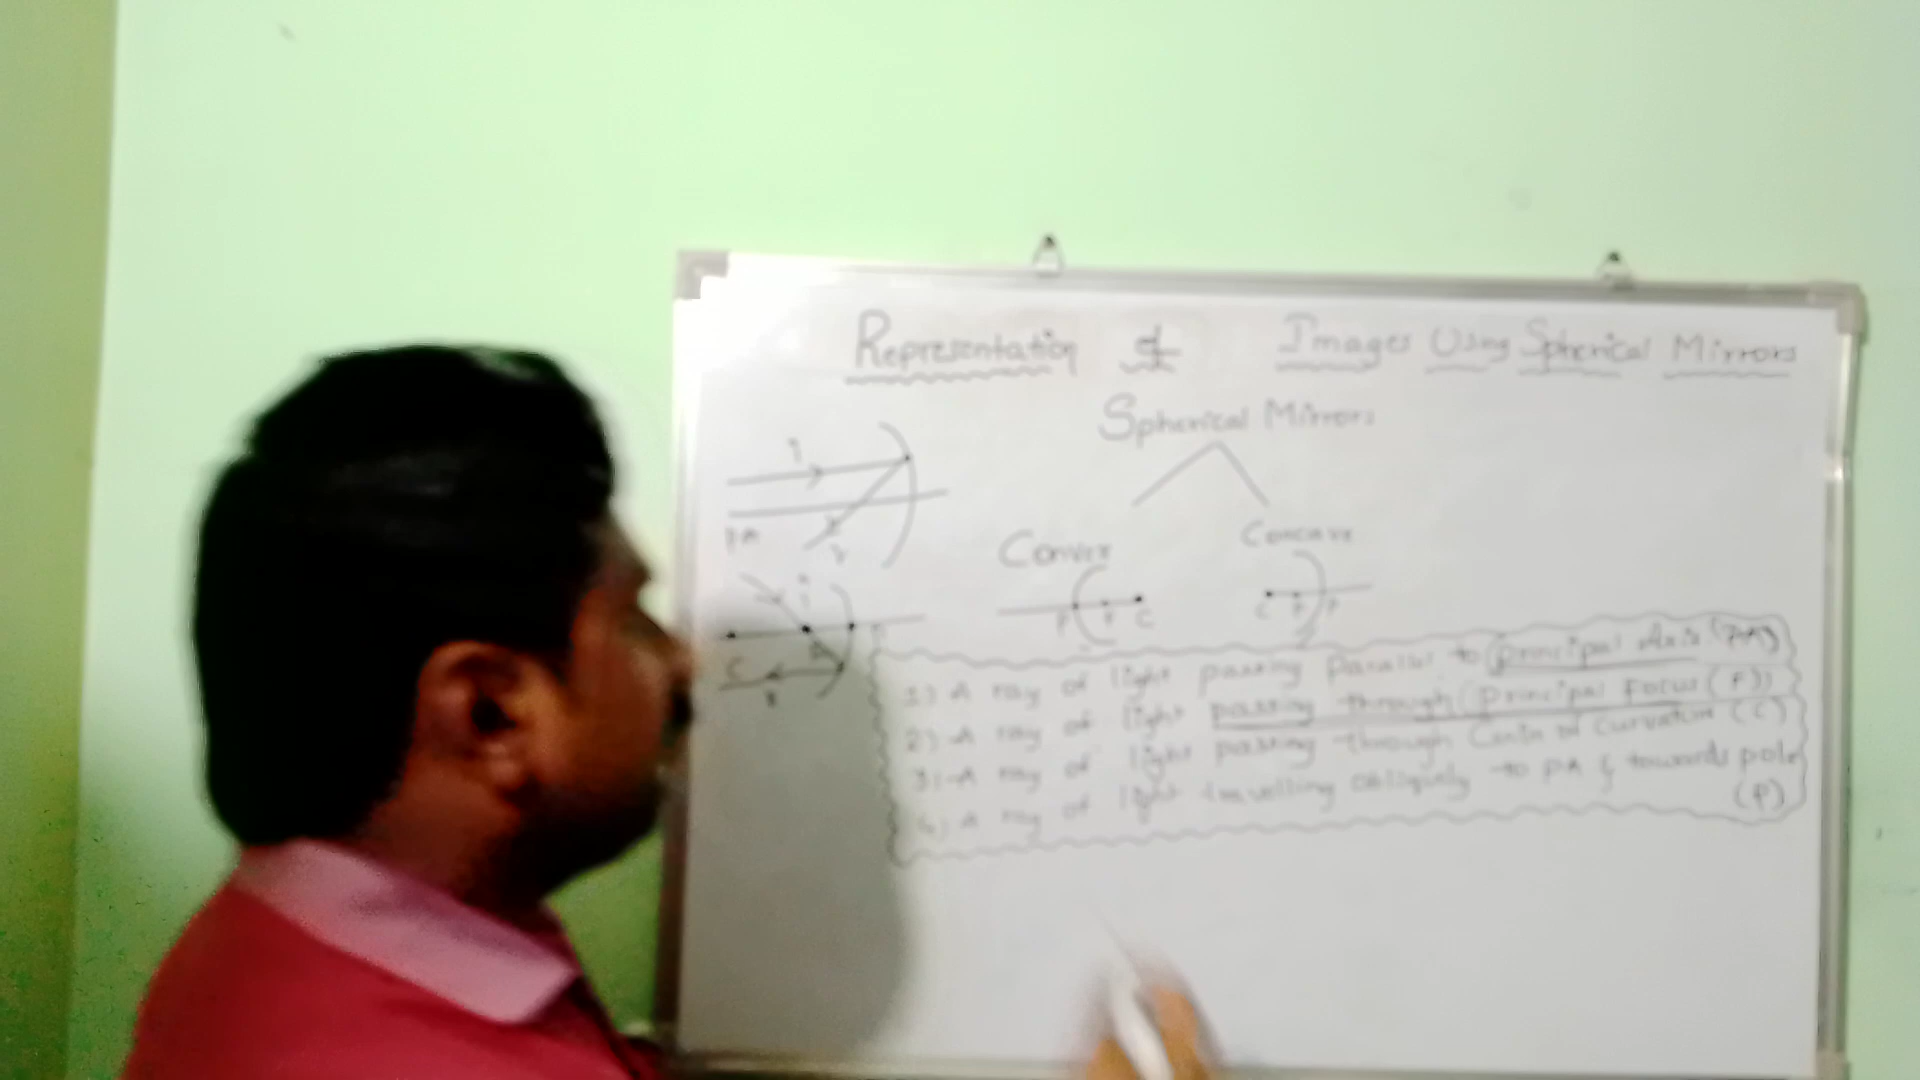 Representation of Images Using Spherical Mirrors
Spherical Mirrors
Convex Concave
i
PA
r
i
C
r
P F C
C F P
1) A ray of light passing parallel to principal Axis (PA)
2) A ray of light passing through principal Focus (F)
3) A ray of light passing through Centre of Curvature (C)
4) A ray of light travelling obliquely to PA & towards pole
(P)